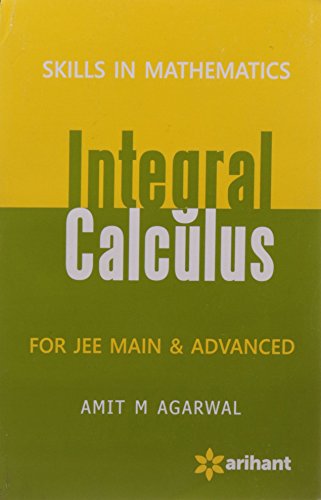 SKILLS IN MATHEMATICS
Integral
Calculus
FOR JEE MAIN & ADVANCED
AMIT M AGARWAL
arihant